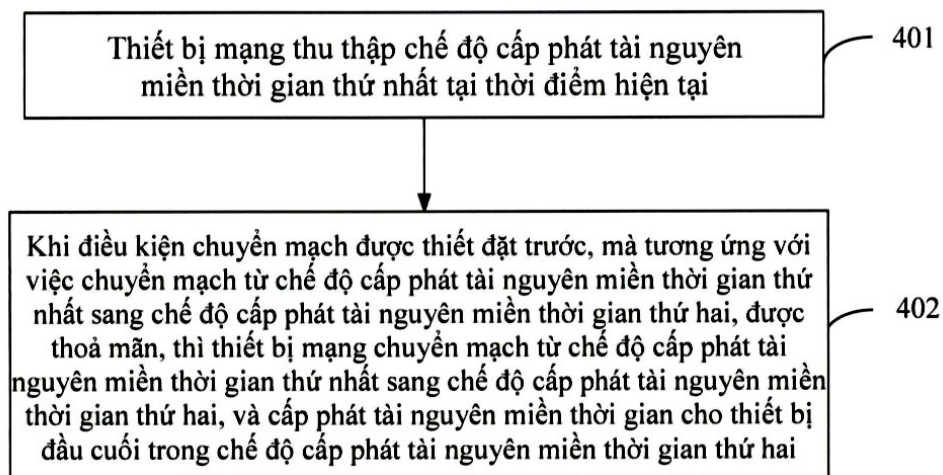 Thiết bị mạng thu thập chế độ cấp phát tài nguyên
miền thời gian thứ nhất tại thời điểm hiện tại
401
Khi điều kiện chuyển mạch được thiết đặt trước, mà tương ứng với
việc chuyển mạch từ chế độ cấp phát tài nguyên miền thời gian thứ
nhất sang chế độ cấp phát tài nguyên miền thời gian thứ hai, được
thoả mãn, thì thiết bị mạng chuyển mạch từ chế độ cấp phát tài
nguyên miền thời gian thứ nhất sang chế độ cấp phát tài nguyên miền
thời gian thứ hai, và cấp phát tài nguyên miền thời gian cho thiết bị
đầu cuối trong chế độ cấp phát tài nguyên miền thời gian thứ hai
402